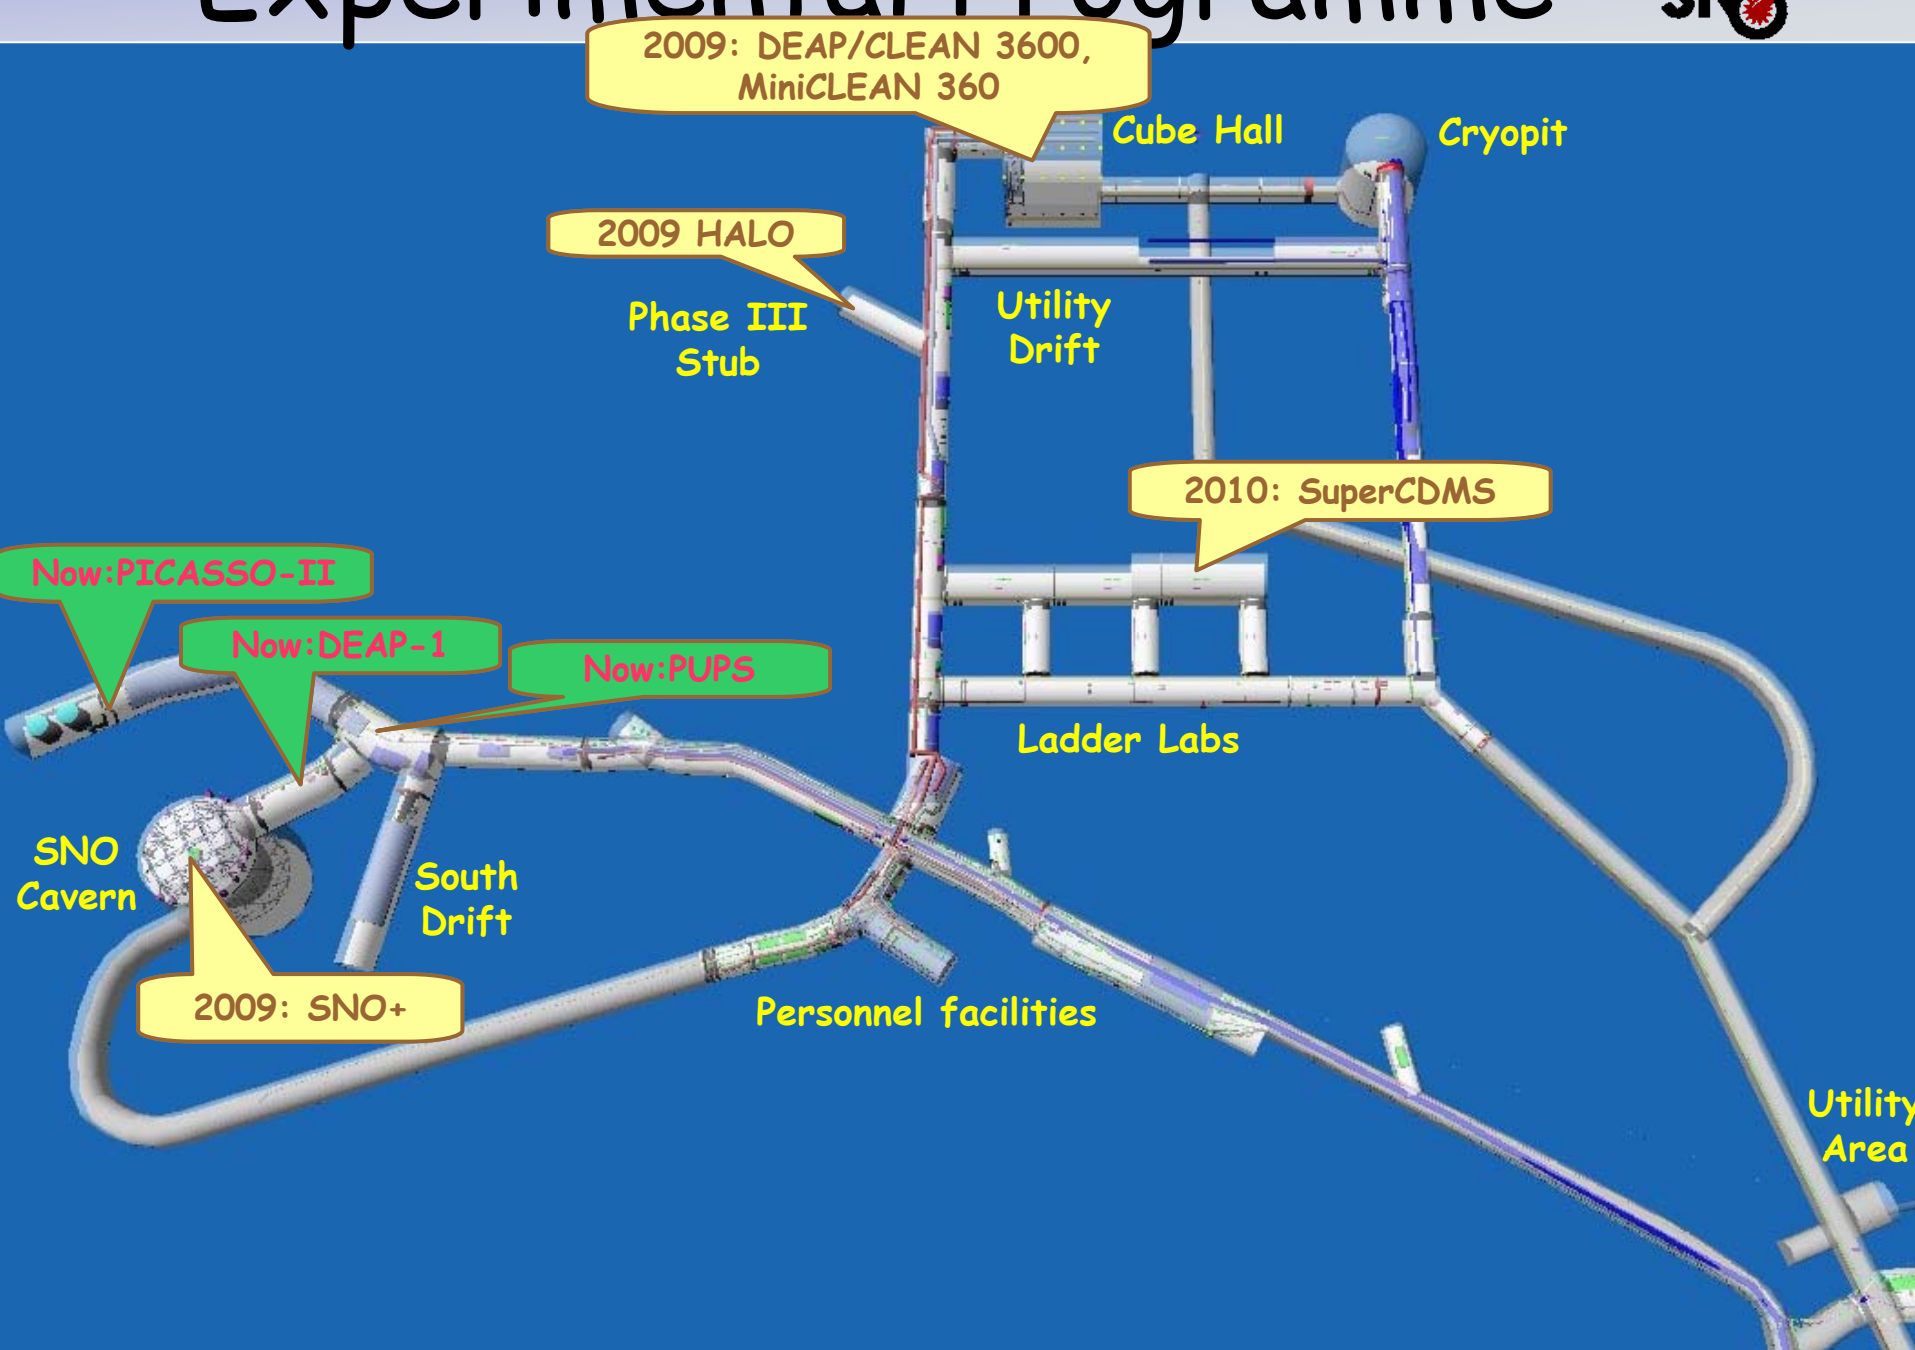 Experimental Programme
2009: DEAP/CLEAN 3600,
MiniCLEAN 360
Cube Hall
Cryopit
2009 HALO
Phase III
Stub
Utility
Drift
2010: SuperCDMS
Now:PICASSO-II
Now:DEAP-1
Now:PUPS
Ladder Labs
SNO
Cavern
South
Drift
2009: SNO+
Personnel facilities
Utility
Area